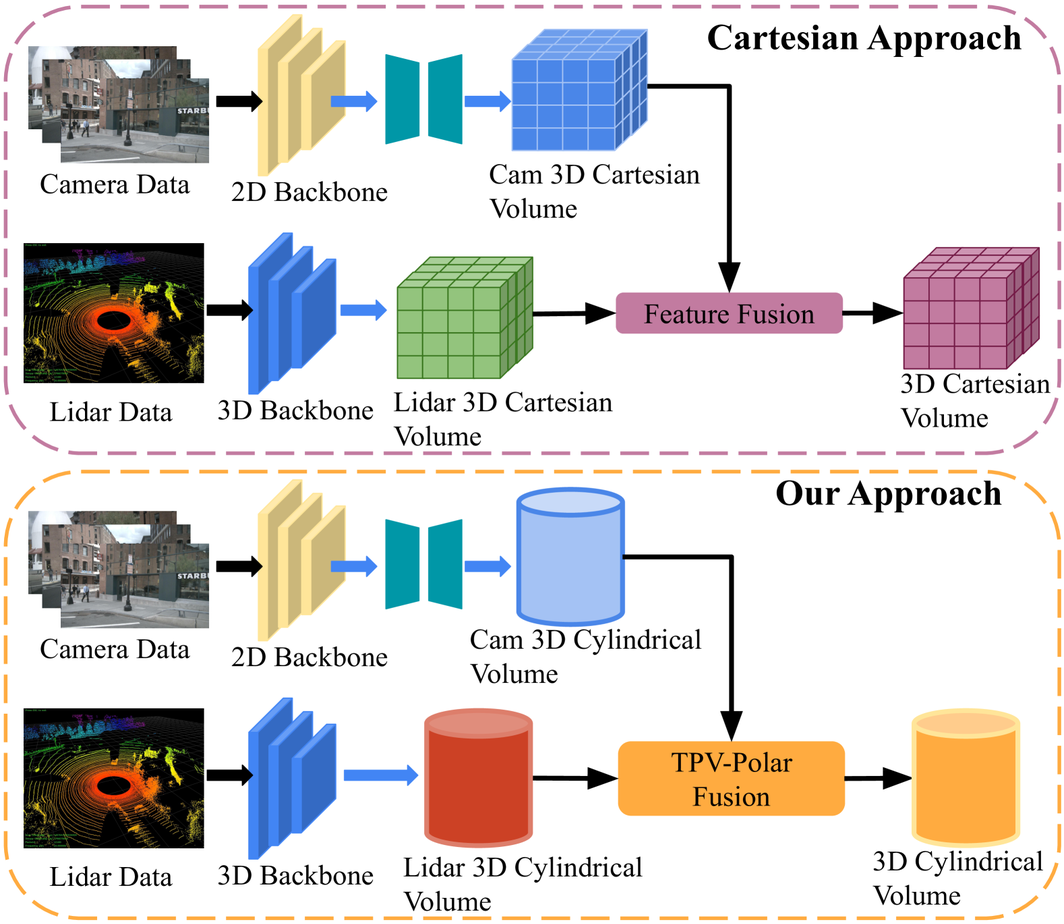 Cartesian Approach
STARB
Camera Data
2D Backbone
Cam 3D Cartesian
Volume
Feature Fusion
Lidar Data
3D Backbone
Lidar 3D Cartesian
Volume
3D Cartesian
Volume
Our Approach
STARB
Camera Data
2D Backbone
Cam 3D Cylindrical
Volume
TPV-Polar
Fusion
Lidar Data
3D Backbone
Lidar 3D Cylindrical
Volume
3D Cylindrical
Volume